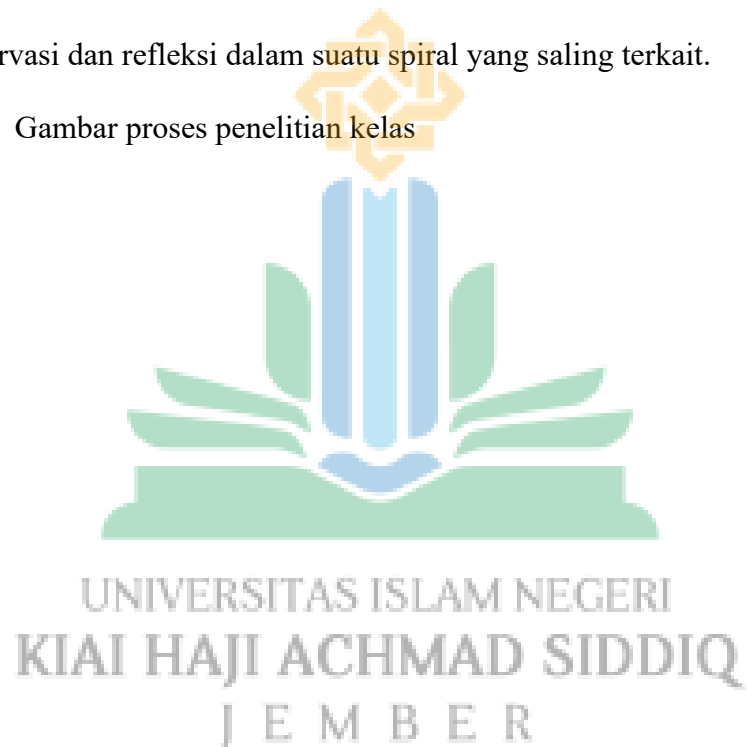 rvasi dan refleksi dalam suatu spiral yang saling terkait.
Gambar proses penelitian kelas
UNIVERSITAS ISLAM NEGERI
KIAI HAJI ACHMAD SIDDIQ
JEMBER